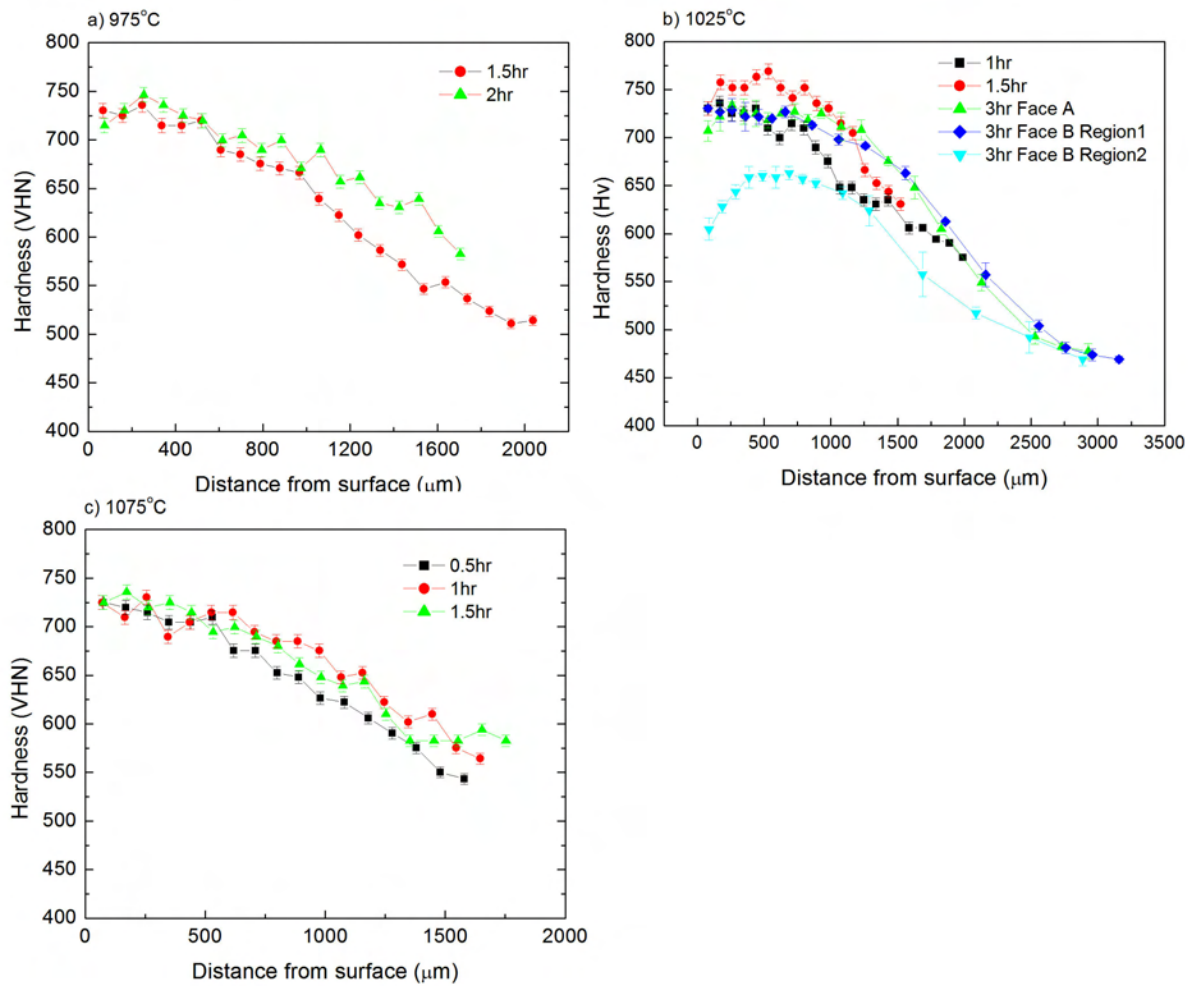 a) 975°C
800
750
700
650
600
550
500
450
400
Hardness (VHN)
1.5hr
2hr
0 400 800 1200 1600 2000
Distance from surface (μm)
b) 1025°C
800
750
700
650
600
550
500
450
400
Hardness (Hv)
1hr
1.5hr
3hr Face A
3hr Face B Region1
3hr Face B Region2
0 500 1000 1500 2000 2500 3000 3500
Distance from surface (μm)
c) 1075°C
800
750
700
650
600
550
500
450
400
Hardness (VHN)
0.5hr
1hr
1.5hr
0 500 1000 1500 2000
Distance from surface (μm)